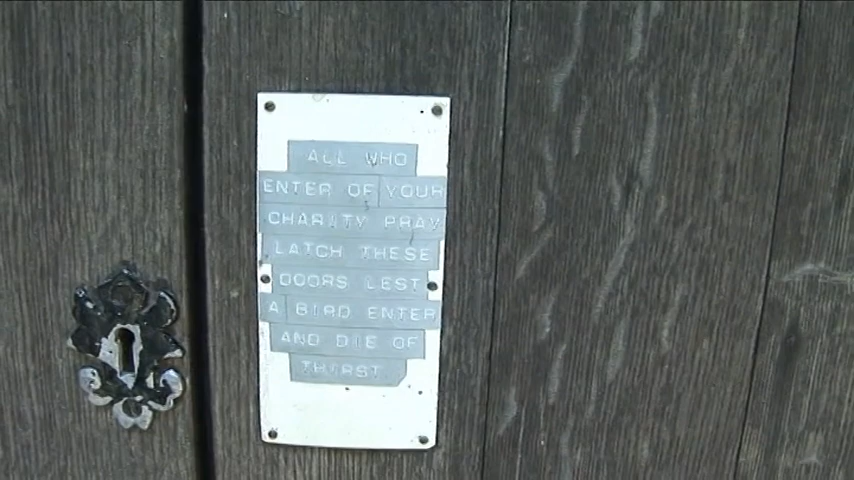 ALL WHO
ENTER OF YOUR
CHARITY PRAY
LATCH THESE
DOORS LEST
A BIRD ENTER
AND DIE OF
THIRST